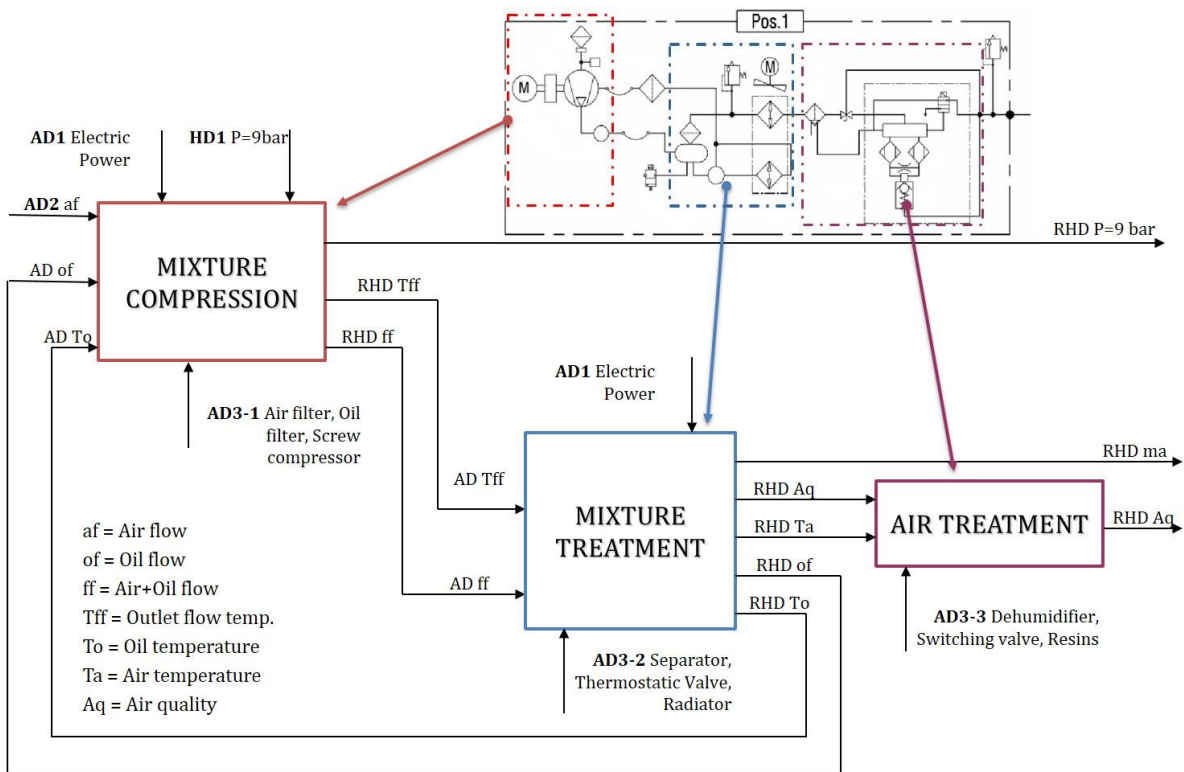 Pos.1
M
M
AD1 Electric
Power
HD1 P=9bar
AD2 af
AD of
AD To
MIXTURE
COMPRESSION
RHD P=9 bar
RHD Tff
RHD ff
AD3-1 Air filter, Oil
filter, Screw
compressor
AD1 Electric
Power
AD Tff
AD ff
MIXTURE
TREATMENT
RHD ma
RHD Aq
RHD Ta
RHD of
RHD To
AIR TREATMENT
RHD Aq
AD3-2 Separator,
Thermostatic Valve,
Radiator
AD3-3 Dehumidifier,
Switching valve, Resins
af = Air flow
of = Oil flow
ff = Air+Oil flow
Tff = Outlet flow temp.
To = Oil temperature
Ta = Air temperature
Aq = Air quality